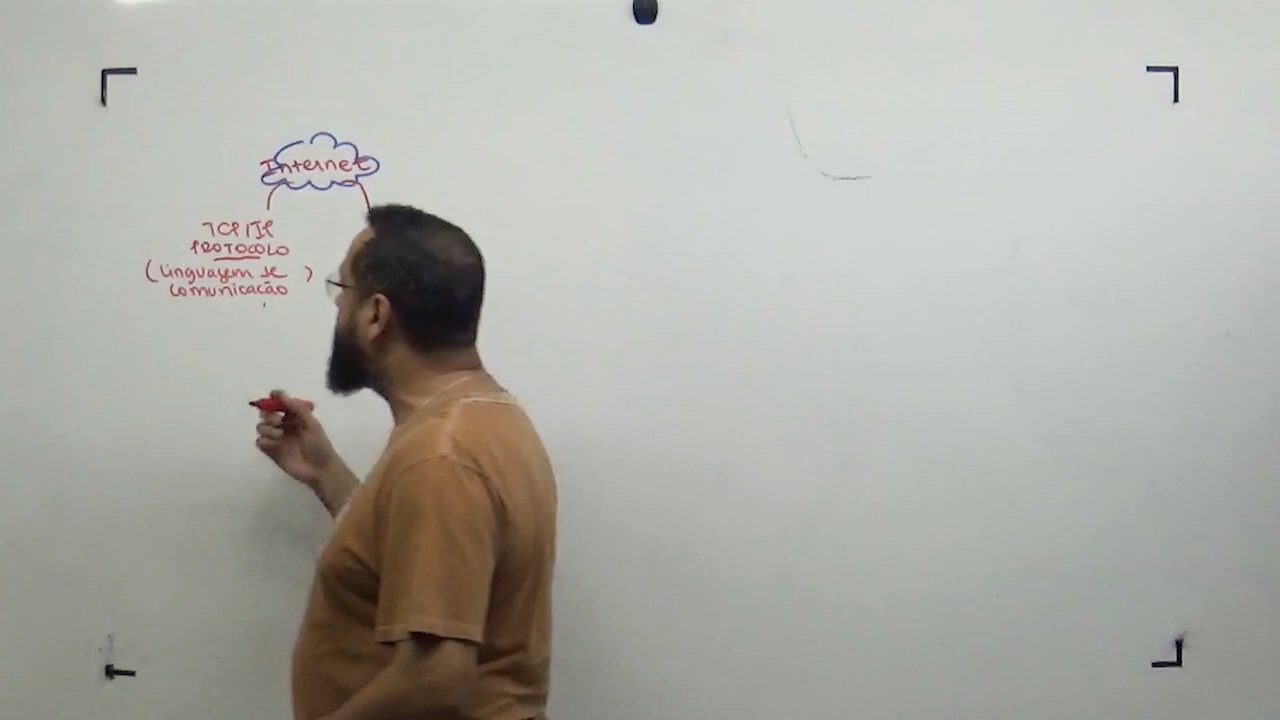 Internet
TCP/IP
PROTOCOLO
(Linguagem de )
comunicação